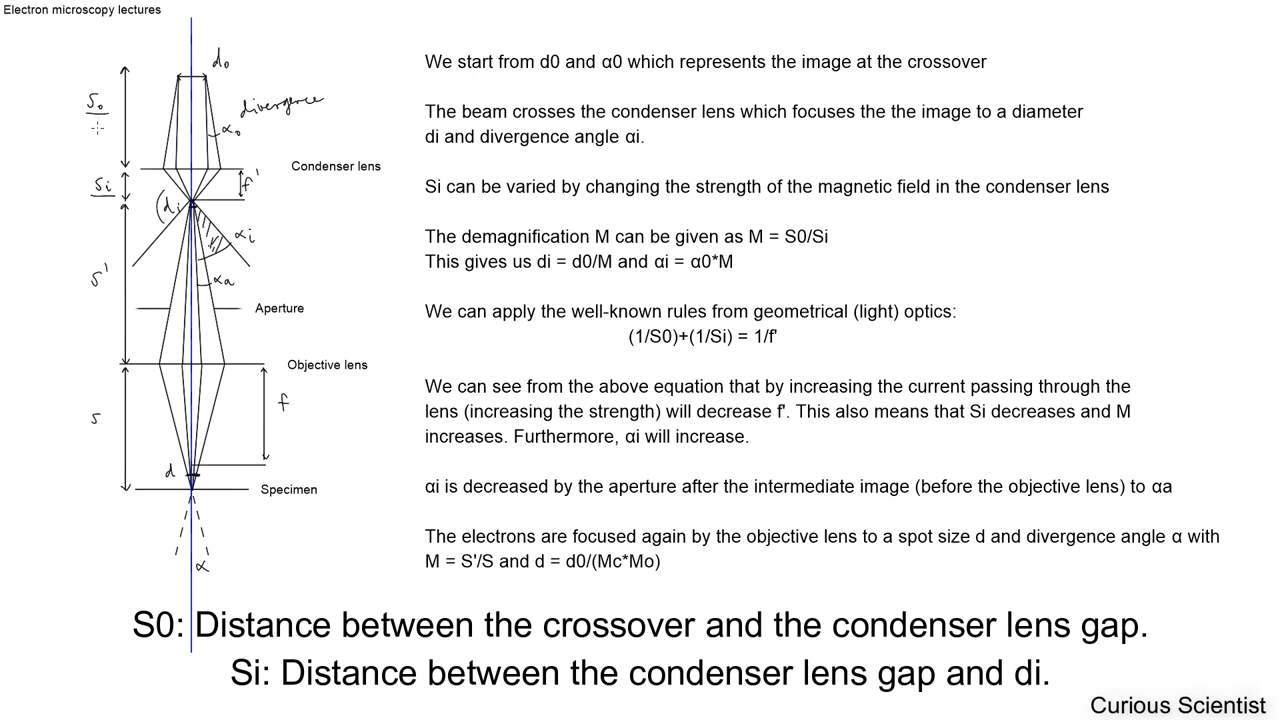 Electron microscopy lectures
d₀
We start from d0 and α0 which represents the image at the crossover
S₀
divergence
α₀
The beam crosses the condenser lens which focuses the the image to a diameter
di and divergence angle αi.
Condenser lens
Si
f'
Si can be varied by changing the strength of the magnetic field in the condenser lens
(di
αi
The demagnification M can be given as M = S0/Si
This gives us di = d0/M and αi = α0*M
S'
αa
Aperture
We can apply the well-known rules from geometrical (light) optics:
(1/S0)+(1/Si) = 1/f'
Objective lens
We can see from the above equation that by increasing the current passing through the
lens (increasing the strength) will decrease f'. This also means that Si decreases and M
increases. Furthermore, αi will increase.
f
S
d
Specimen
αi is decreased by the aperture after the intermediate image (before the objective lens) to αa
The electrons are focused again by the objective lens to a spot size d and divergence angle α with
M = S'/S and d = d0/(Mc*Mo)
α
S0: Distance between the crossover and the condenser lens gap.
Si: Distance between the condenser lens gap and di.
Curious Scientist